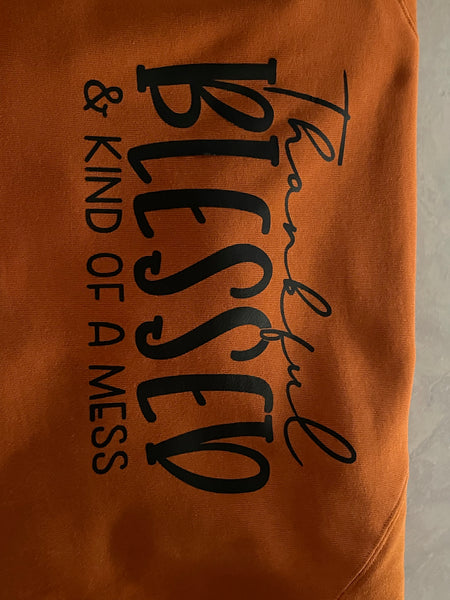 Thankful
BLESSED
& KIND OF A MESS